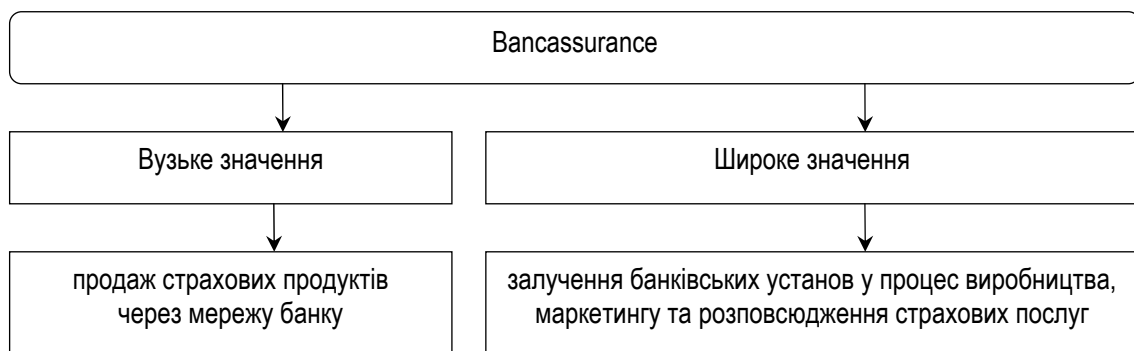 Bancassurance
Вузьке значення
Широке значення
продаж страхових продуктів
через мережу банку
залучення банківських установ у процес виробництва,
маркетингу та розповсюдження страхових послуг